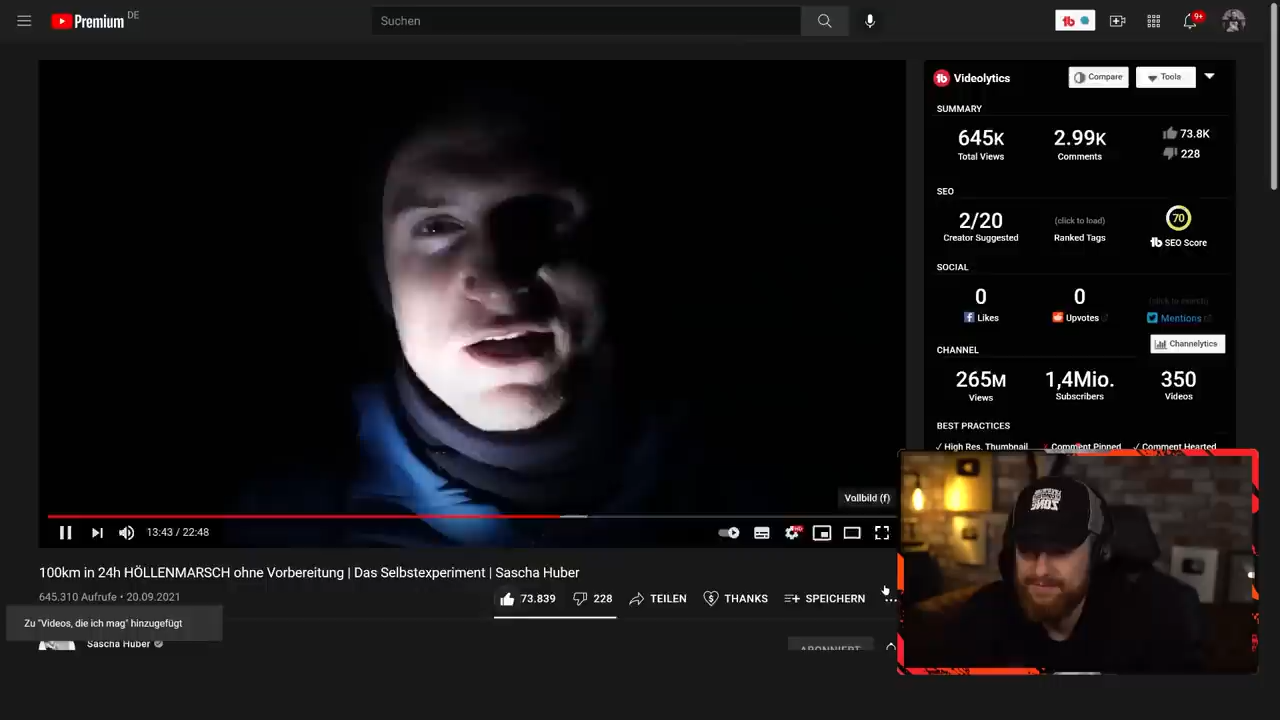 Premium DE
Suchen
9+
Videolytics
Compare
Tools
SUMMARY
645K
Total Views
2.99K
Comments
73.8K
228
SEO
2/20
Creator Suggested
(click to load)
Ranked Tags
70
SEO Score
SOCIAL
0
Likes
0
Upvotes
Mentions
Channelytics
CHANNEL
265M
Views
1,4Mio.
Subscribers
350
Videos
BEST PRACTICES
✓ High Res. Thumbnail
x Comment Pinned
✓ Comment Hearted
Vollbild (f)
13:43 / 22:48
HD
100km in 24h HÖLLENMARSCH ohne Vorbereitung | Das Selbstexperiment | Sascha Huber
645.310 Aufrufe • 20.09.2021
73.839
228
TEILEN
THANKS
SPEICHERN
Zu "Videos, die ich mag" hinzugefügt
Sascha Huber
ABONNIERT